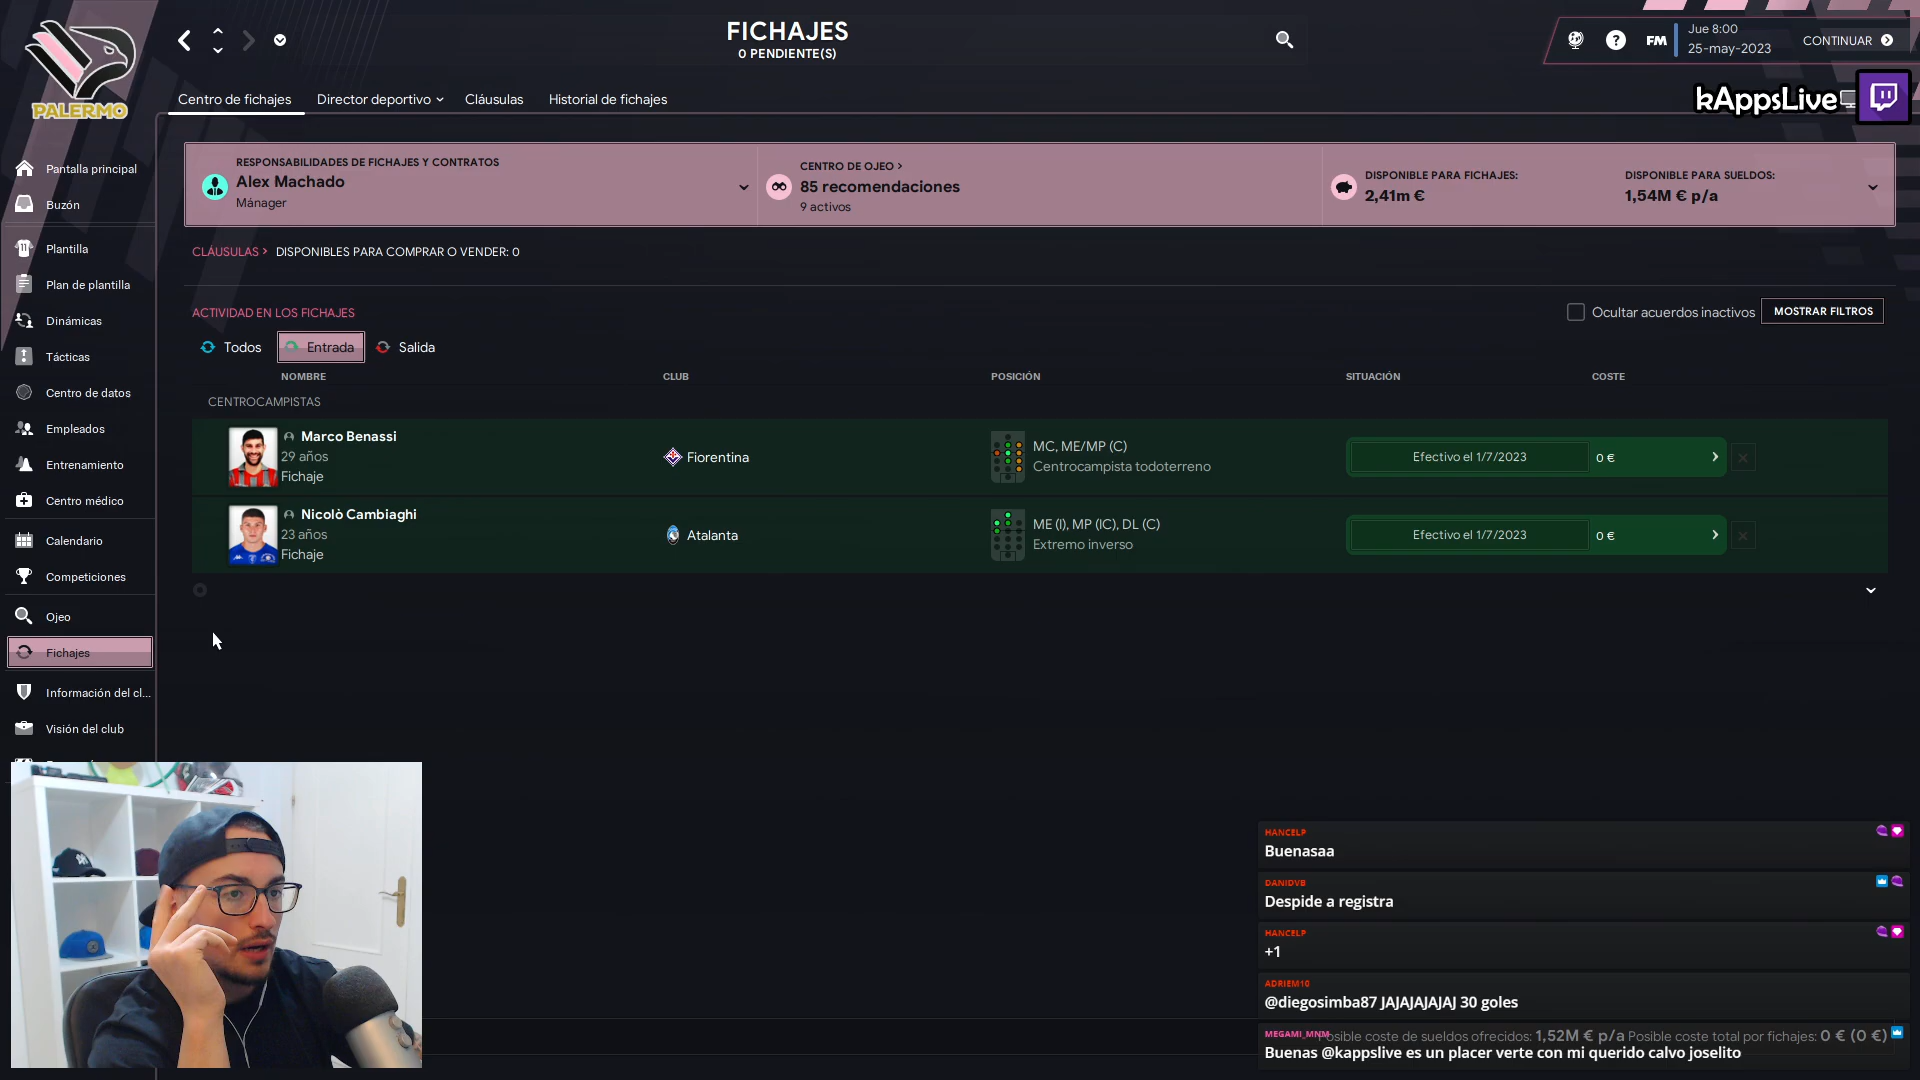 PALERMO
FICHAJES
0 PENDIENTE(S)
FM
Jue 8:00
25-may-2023
CONTINUAR
kAppsLive
Centro de fichajes
Director deportivo
Cláusulas
Historial de fichajes
Pantalla principal
Buzón
Plantilla
Plan de plantilla
Dinámicas
Tácticas
Centro de datos
Empleados
Entrenamiento
Centro médico
Calendario
Competiciones
Ojeo
Fichajes
Información del cl...
Visión del club
RESPONSABILIDADES DE FICHAJES Y CONTRATOS
Alex Machado
Mánager
CENTRO DE OJEO >
85 recomendaciones
9 activos
DISPONIBLE PARA FICHAJES:
2,41m €
DISPONIBLE PARA SUELDOS:
1,54M € p/a
CLÁUSULAS > DISPONIBLES PARA COMPRAR O VENDER: 0
ACTIVIDAD EN LOS FICHAJES
Ocultar acuerdos inactivos
MOSTRAR FILTROS
Todos
Entrada
Salida
NOMBRE CLUB POSICIÓN SITUACIÓN COSTE
CENTROCAMPISTAS
Marco Benassi
29 años
Fichaje
Fiorentina
MC, ME/MP (C)
Centrocampista todoterreno
Efectivo el 1/7/2023
0 €
Nicolò Cambiaghi
23 años
Fichaje
Atalanta
ME (I), MP (IC), DL (C)
Extremo inverso
Efectivo el 1/7/2023
0 €
HANCELP
Buenasaa
DANIDVB
Despide a registra
HANCELP
+1
ADRIEM10
@diegosimba87 JAJAJAJAJAJ 30 goles
MEGAMI_MNM
osible coste de sueldos ofrecidos: 1,52M € p/a Posible coste total por fichajes: 0 € (0 €)
Buenas @kappslive es un placer verte con mi querido calvo joselito